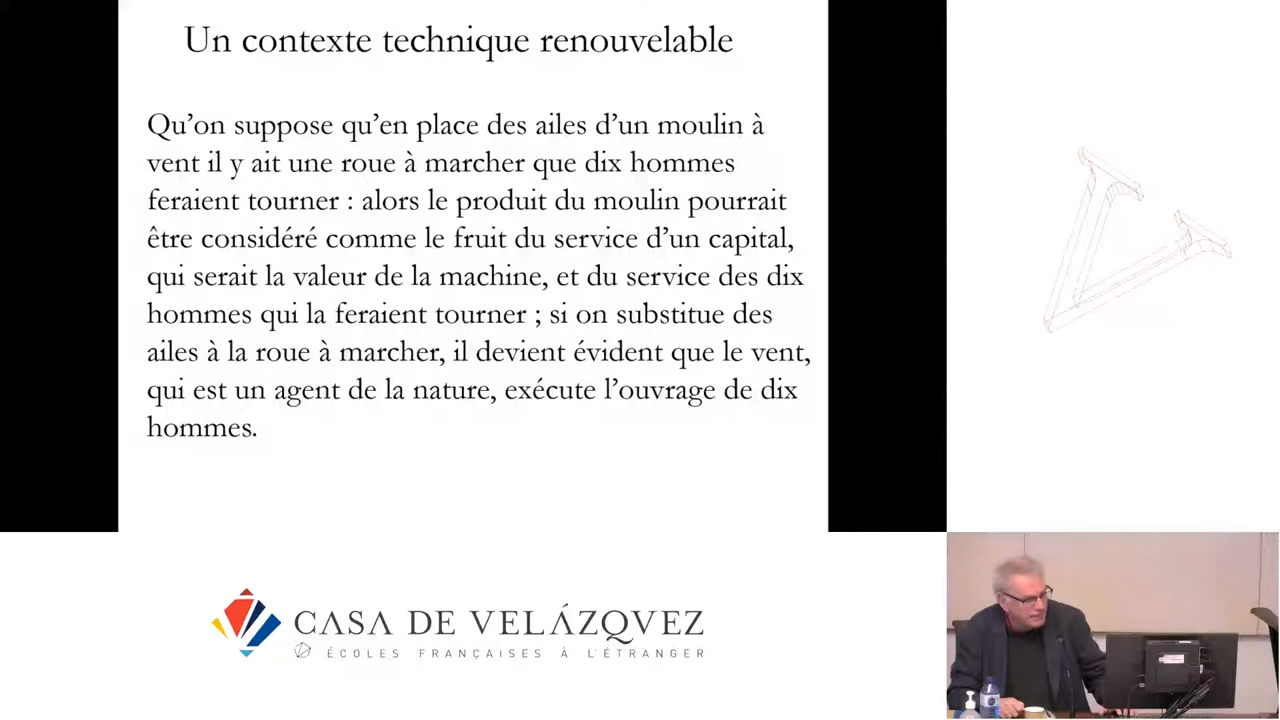 Un contexte technique renouvelable
Qu’on suppose qu’en place des ailes d’un moulin à
vent il y ait une roue à marcher que dix hommes
feraient tourner : alors le produit du moulin pourrait
être considéré comme le fruit du service d’un capital,
qui serait la valeur de la machine, et du service des dix
hommes qui la feraient tourner ; si on substitue des
ailes à la roue à marcher, il devient évident que le vent,
qui est un agent de la nature, exécute l’ouvrage de dix
hommes.
CASA DE VELÁZQVEZ
ÉCOLES FRANÇAISES À L’ÉTRANGER